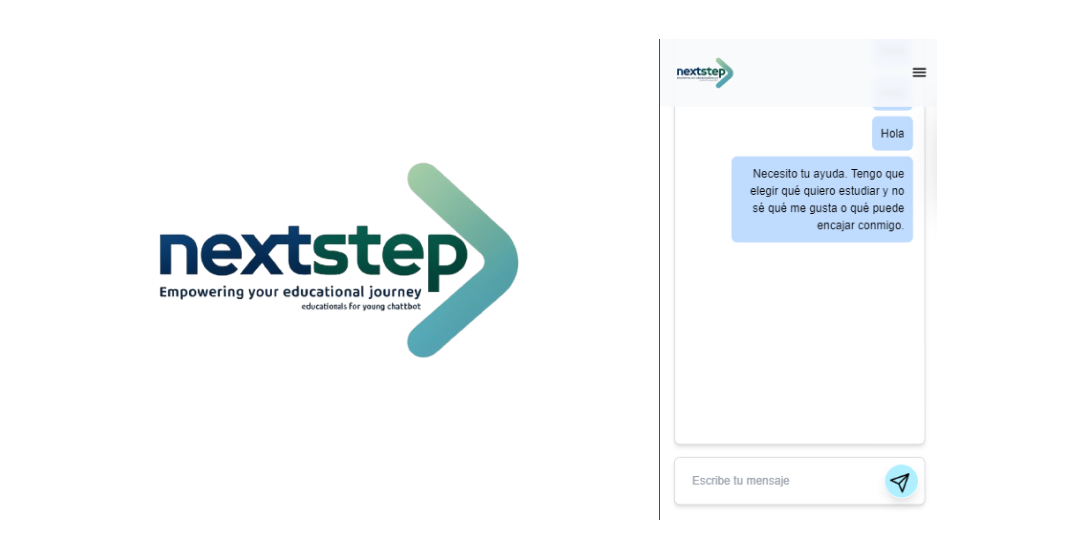 nextstep
Empowering your educational journey
educationals for young chattbot
nextstep
Hola
Necesito tu ayuda. Tengo que
elegir qué quiero estudiar y no
sé qué me gusta o qué puede
encajar conmigo.
Escribe tu mensaje